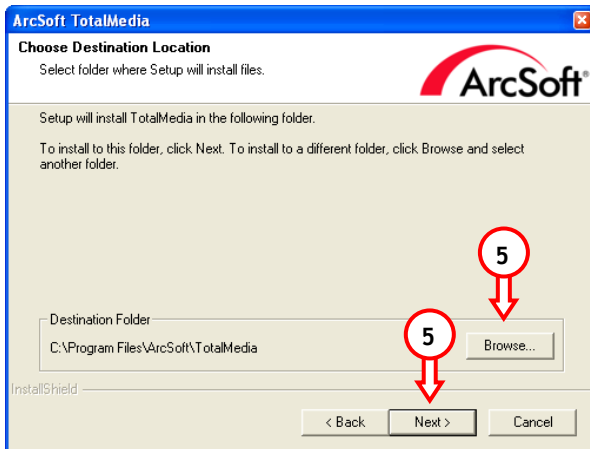 ArcSoft TotalMedia
Choose Destination Location
Select folder where Setup will install files.
ArcSoft®
Setup will install TotalMedia in the following folder.
To install to this folder, click Next. To install to a different folder, click Browse and select
another folder.
5
Destination Folder
C:\Program Files\ArcSoft\TotalMedia
5
Browse...
InstallShield
< Back
Next >
Cancel